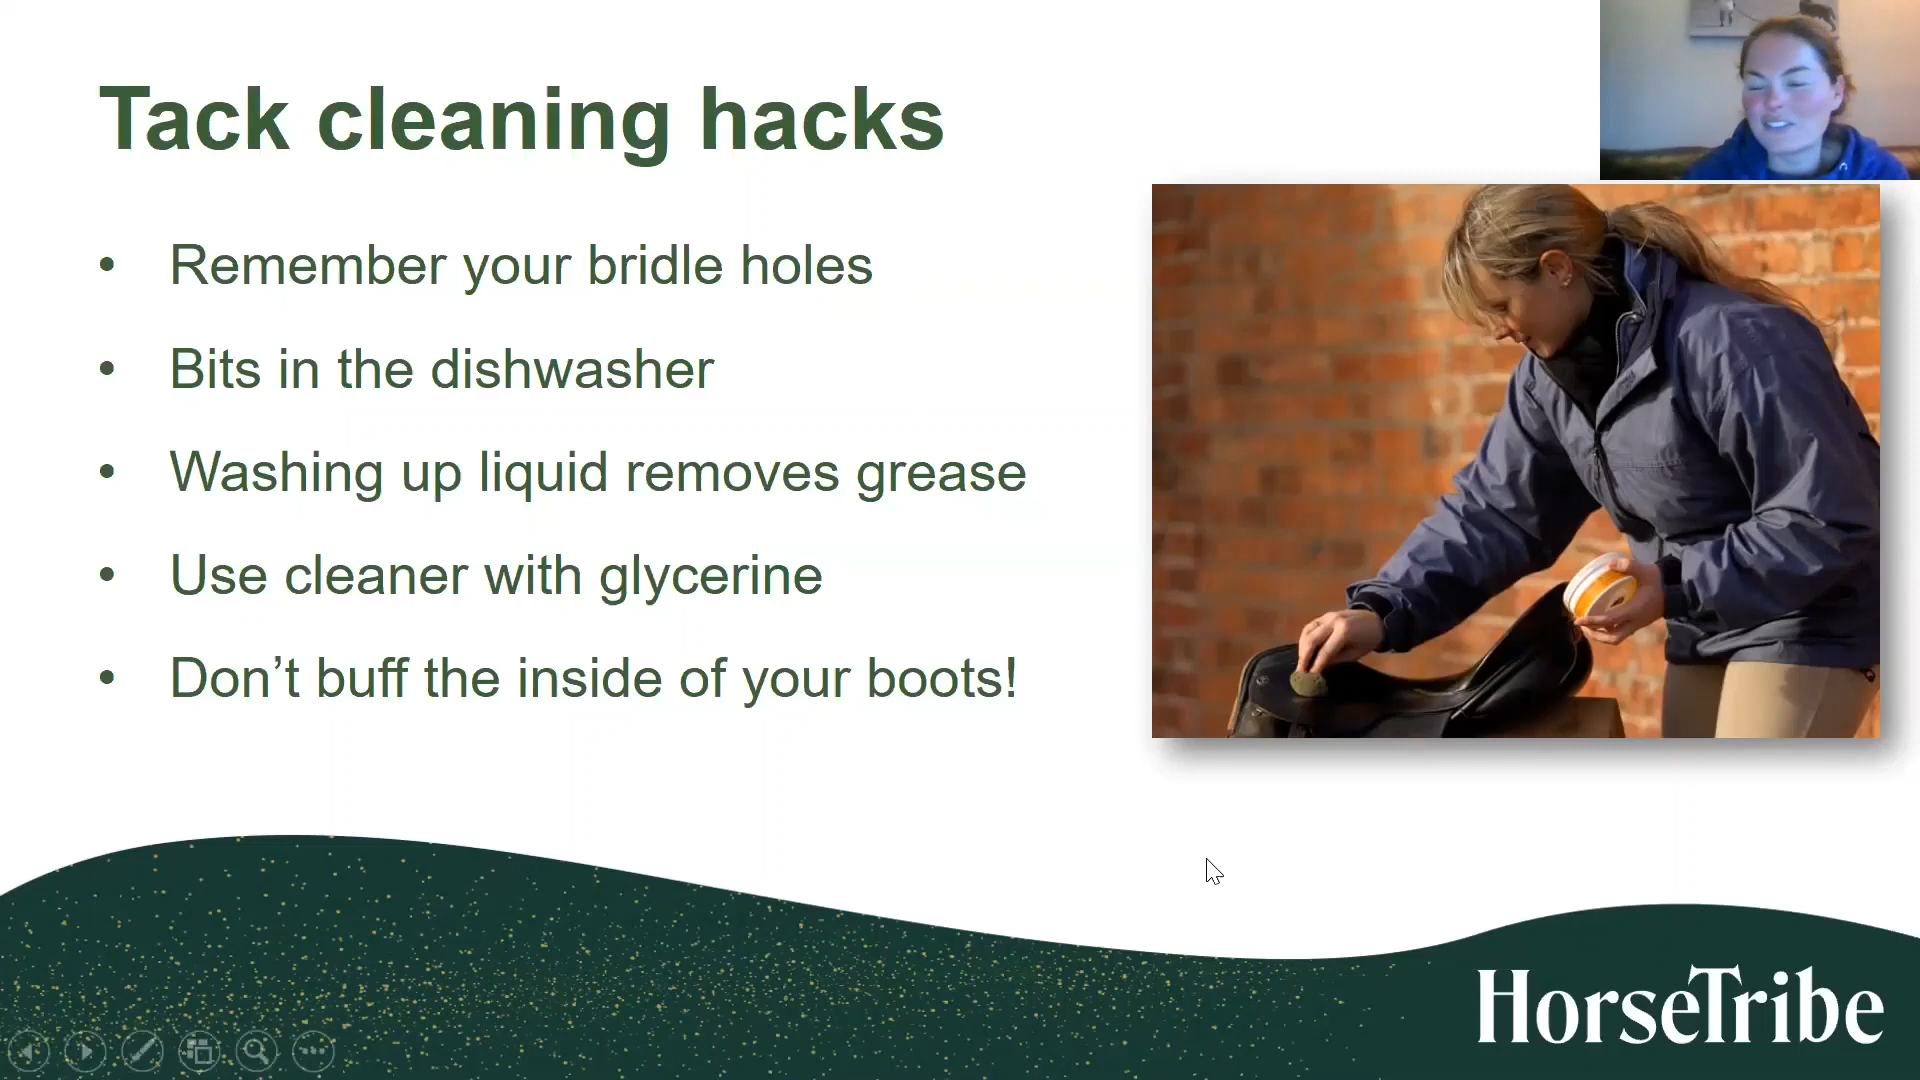 Tack cleaning hacks
• Remember your bridle holes
• Bits in the dishwasher
• Washing up liquid removes grease
• Use cleaner with glycerine
• Don’t buff the inside of your boots!
HorseTribe